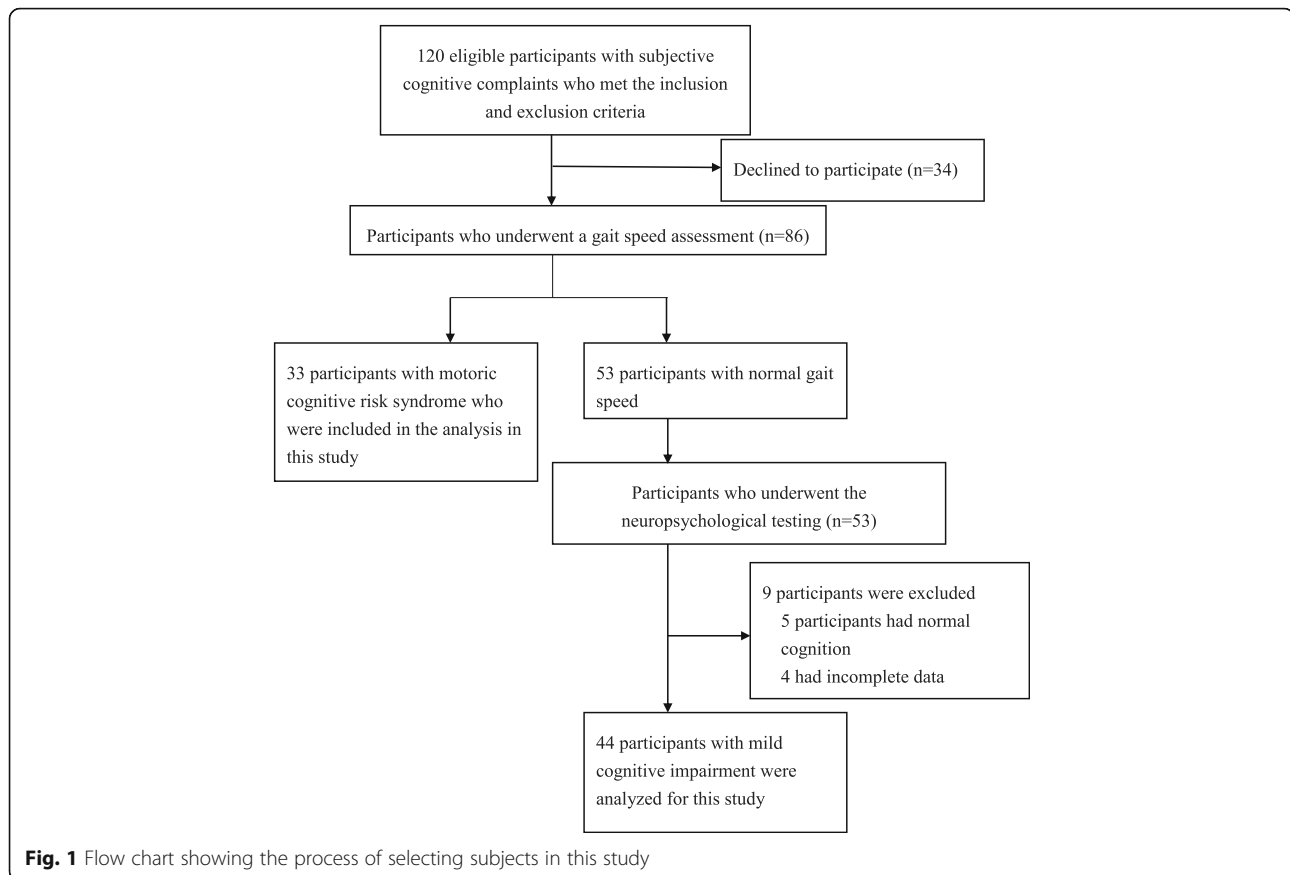 120 eligible participants with subjective
cognitive complaints who met the inclusion
and exclusion criteria
Declined to participate (n=34)
Participants who underwent a gait speed assessment (n=86)
33 participants with motoric
cognitive risk syndrome who
were included in the analysis in
this study
53 participants with normal gait
speed
Participants who underwent the
neuropsychological testing (n=53)
9 participants were excluded
5 participants had normal
cognition
4 had incomplete data
44 participants with mild
cognitive impairment were
analyzed for this study
Fig. 1 Flow chart showing the process of selecting subjects in this study